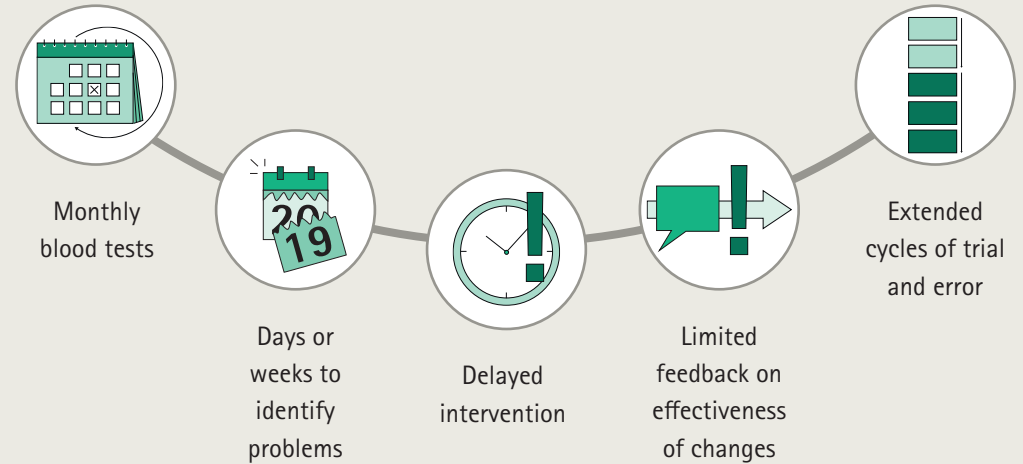 20
19
Monthly
blood tests
Days or
weeks to
identify
problems
Delayed
intervention
Limited
feedback on
effectiveness
of changes
Extended
cycles of trial
and error